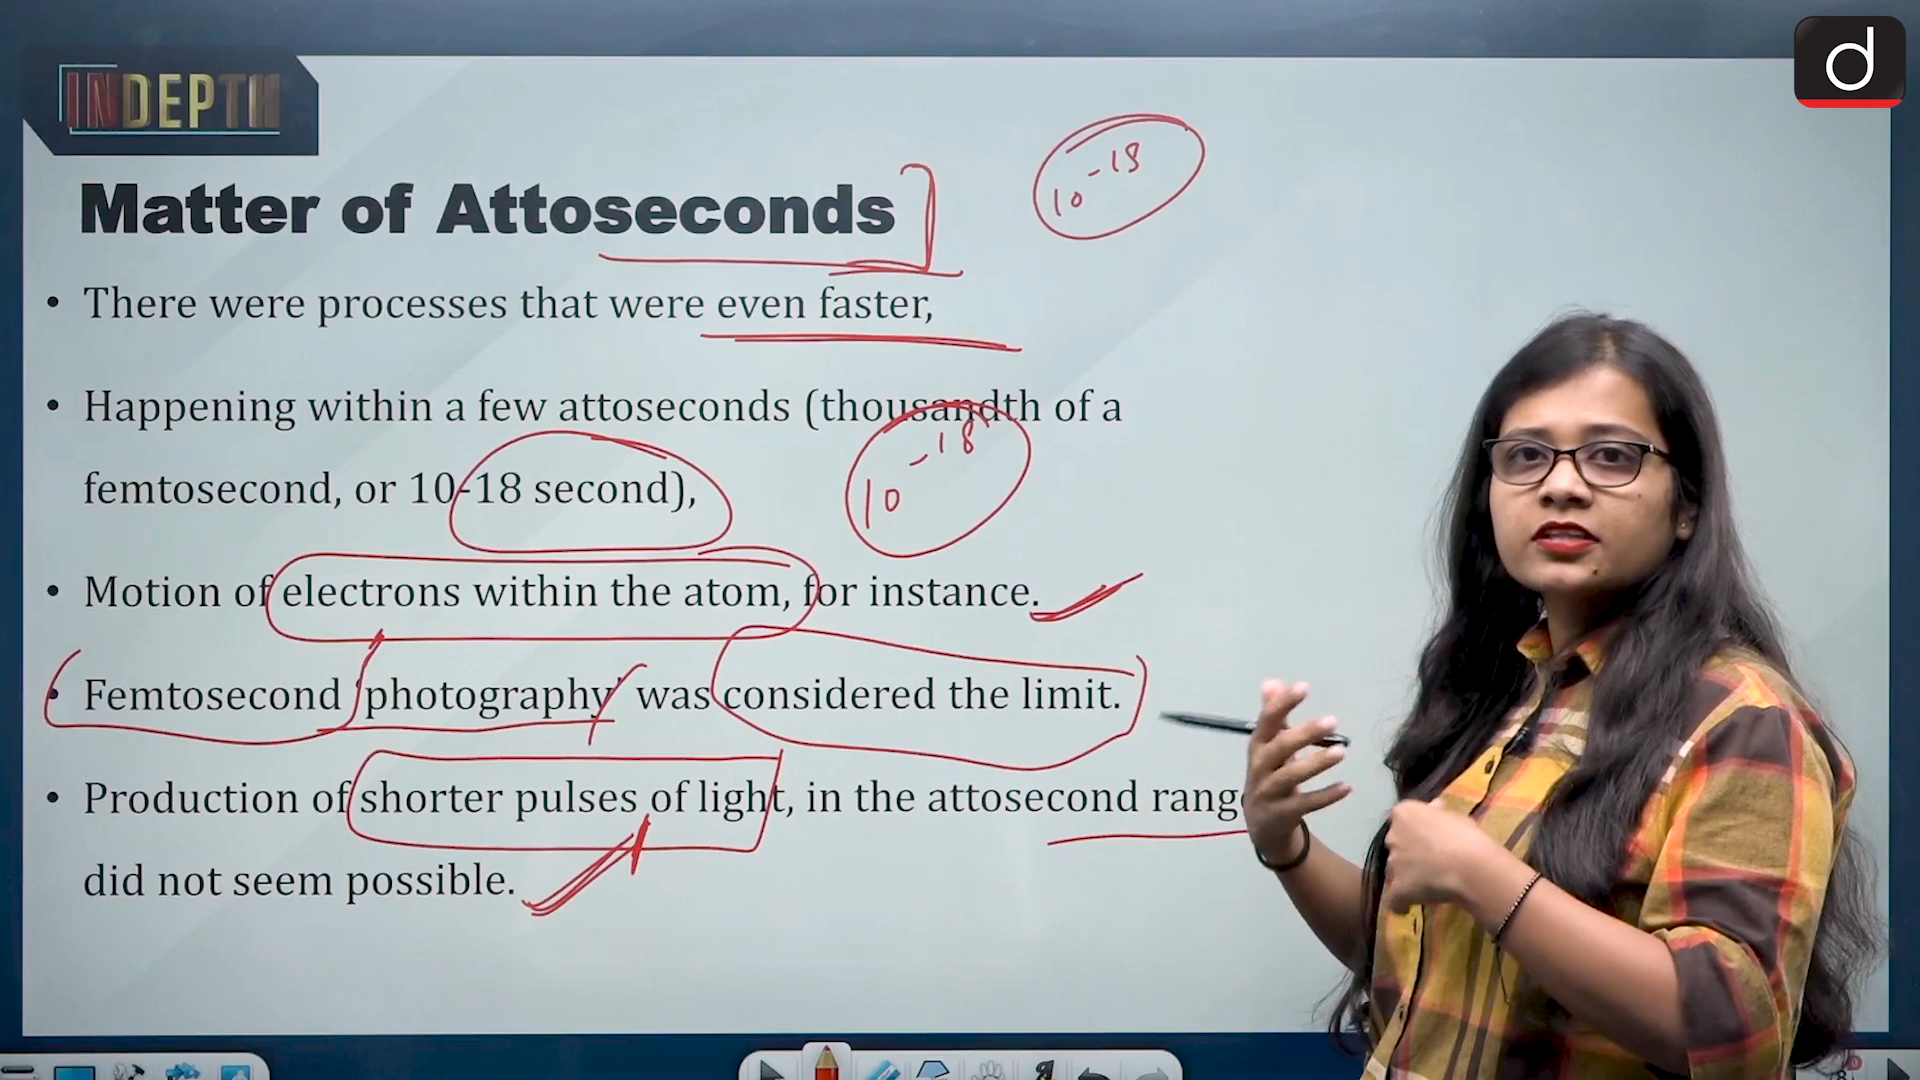 INDEPTH
d
10-18
Matter of Attoseconds
• There were processes that were even faster,
• Happening within a few attoseconds (thousandth of a
femtosecond, or 10-18 second),
10-18
• Motion of electrons within the atom, for instance.
• Femtosecond 'photography' was considered the limit.
• Production of shorter pulses of light, in the attosecond rang
did not seem possible.